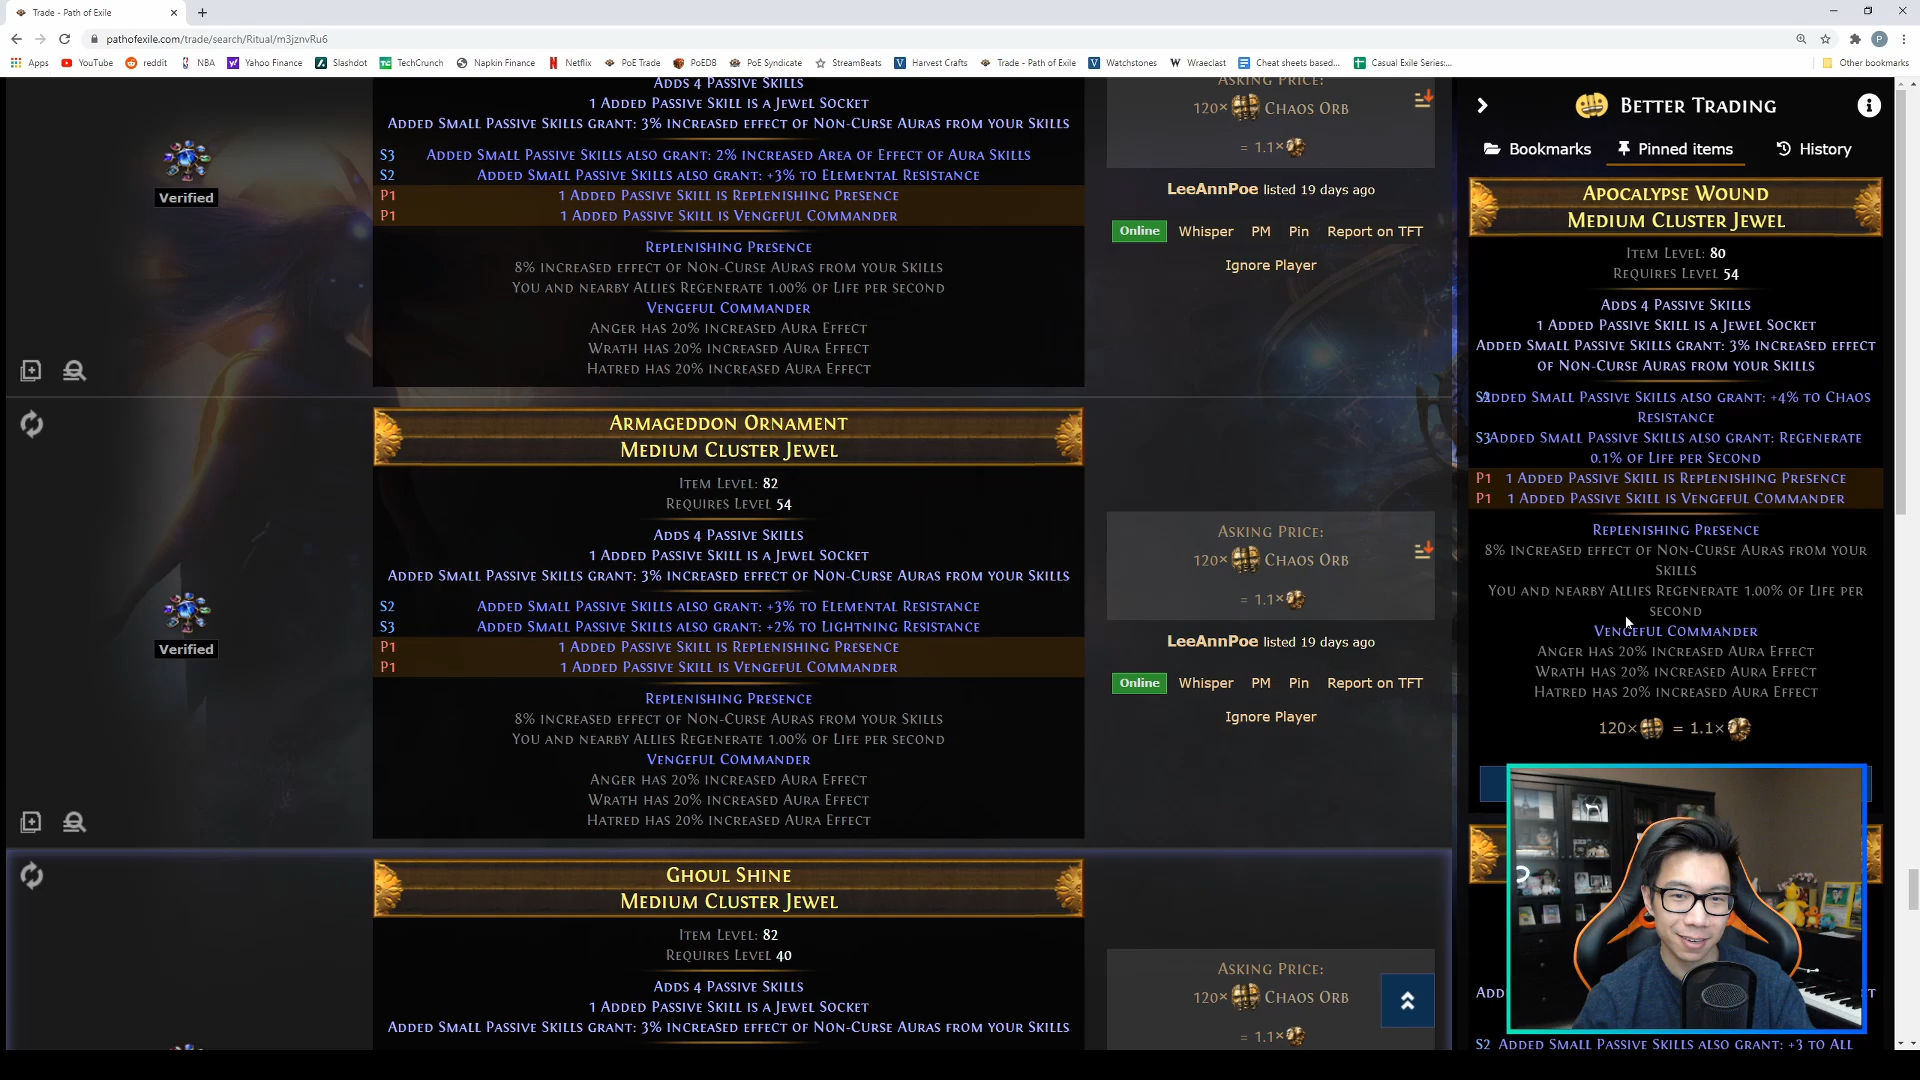 Trade - Path of Exile
pathofexile.com/trade/search/Ritual/m3jznvRu6
P
Apps YouTube reddit NBA Yahoo Finance Slashdot TechCrunch Napkin Finance Netflix PoE Trade PoEDB PoE Syndicate StreamBeats Harvest Crafts Trade - Path of Exile Watchstones Wraeclast Cheat sheets based... Casual Exile Series:... Other bookmarks
Adds 4 Passive Skills
1 Added Passive Skill is a Jewel Socket
Added Small Passive Skills grant: 3% increased effect of Non-Curse Auras from your Skills
S3 Added Small Passive Skills also grant: 2% increased Area of Effect of Aura Skills
S2 Added Small Passive Skills also grant: +3% to Elemental Resistance
P1 1 Added Passive Skill is Replenishing Presence
P1 1 Added Passive Skill is Vengeful Commander
Replenishing Presence
8% increased effect of Non-Curse Auras from your Skills
You and nearby Allies Regenerate 1.00% of Life per second
Vengeful Commander
Anger has 20% increased Aura Effect
Wrath has 20% increased Aura Effect
Hatred has 20% increased Aura Effect
Verified
Asking Price:
120× Chaos Orb
= 1.1×
LeeAnnPoe listed 19 days ago
Online Whisper PM Pin Report on TFT
Ignore Player
Armageddon Ornament
Medium Cluster Jewel
Item Level: 82
Requires Level 54
Adds 4 Passive Skills
1 Added Passive Skill is a Jewel Socket
Added Small Passive Skills grant: 3% increased effect of Non-Curse Auras from your Skills
S2 Added Small Passive Skills also grant: +3% to Elemental Resistance
S3 Added Small Passive Skills also grant: +2% to Lightning Resistance
P1 1 Added Passive Skill is Replenishing Presence
P1 1 Added Passive Skill is Vengeful Commander
Replenishing Presence
8% increased effect of Non-Curse Auras from your Skills
You and nearby Allies Regenerate 1.00% of Life per second
Vengeful Commander
Anger has 20% increased Aura Effect
Wrath has 20% increased Aura Effect
Hatred has 20% increased Aura Effect
Verified
Asking Price:
120× Chaos Orb
= 1.1×
LeeAnnPoe listed 19 days ago
Online Whisper PM Pin Report on TFT
Ignore Player
Ghoul Shine
Medium Cluster Jewel
Item Level: 82
Requires Level 40
Adds 4 Passive Skills
1 Added Passive Skill is a Jewel Socket
Added Small Passive Skills grant: 3% increased effect of Non-Curse Auras from your Skills
Asking Price:
120× Chaos Orb
= 1.1×
Better Trading
Bookmarks Pinned items History
Apocalypse Wound
Medium Cluster Jewel
Item Level: 80
Requires Level 54
Adds 4 Passive Skills
1 Added Passive Skill is a Jewel Socket
Added Small Passive Skills grant: 3% increased effect
of Non-Curse Auras from your Skills
S2 Added Small Passive Skills also grant: +4% to Chaos
Resistance
S3 Added Small Passive Skills also grant: Regenerate
0.1% of Life per Second
P1 1 Added Passive Skill is Replenishing Presence
P1 1 Added Passive Skill is Vengeful Commander
Replenishing Presence
8% increased effect of Non-Curse Auras from your
Skills
You and nearby Allies Regenerate 1.00% of Life per
second
Vengeful Commander
Anger has 20% increased Aura Effect
Wrath has 20% increased Aura Effect
Hatred has 20% increased Aura Effect
120× = 1.1×
S2 Added Small Passive Skills also grant: +3 to All